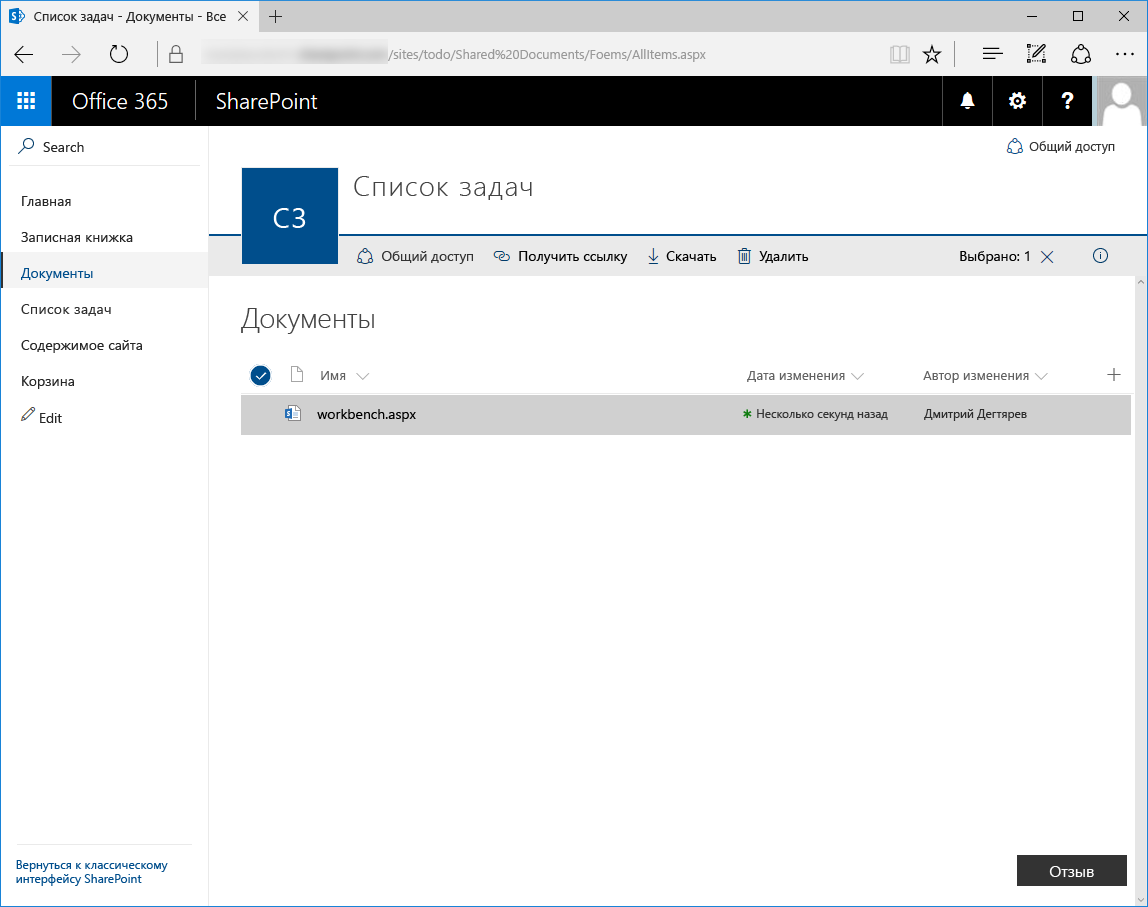 Список задач - Документы - Все
/sites/todo/Shared%20Documents/Foems/AllItems.aspx
Office 365 SharePoint
Search
Общий доступ
Главная
Записная книжка
Документы
Список задач
Содержимое сайта
Корзина
Edit
СЗ
Список задач
Общий доступ Получить ссылку Скачать Удалить Выбрано: 1
Документы
Имя Дата изменения Автор изменения
workbench.aspx Несколько секунд назад Дмитрий Дегтярев
Вернуться к классическому
интерфейсу SharePoint
Отзыв